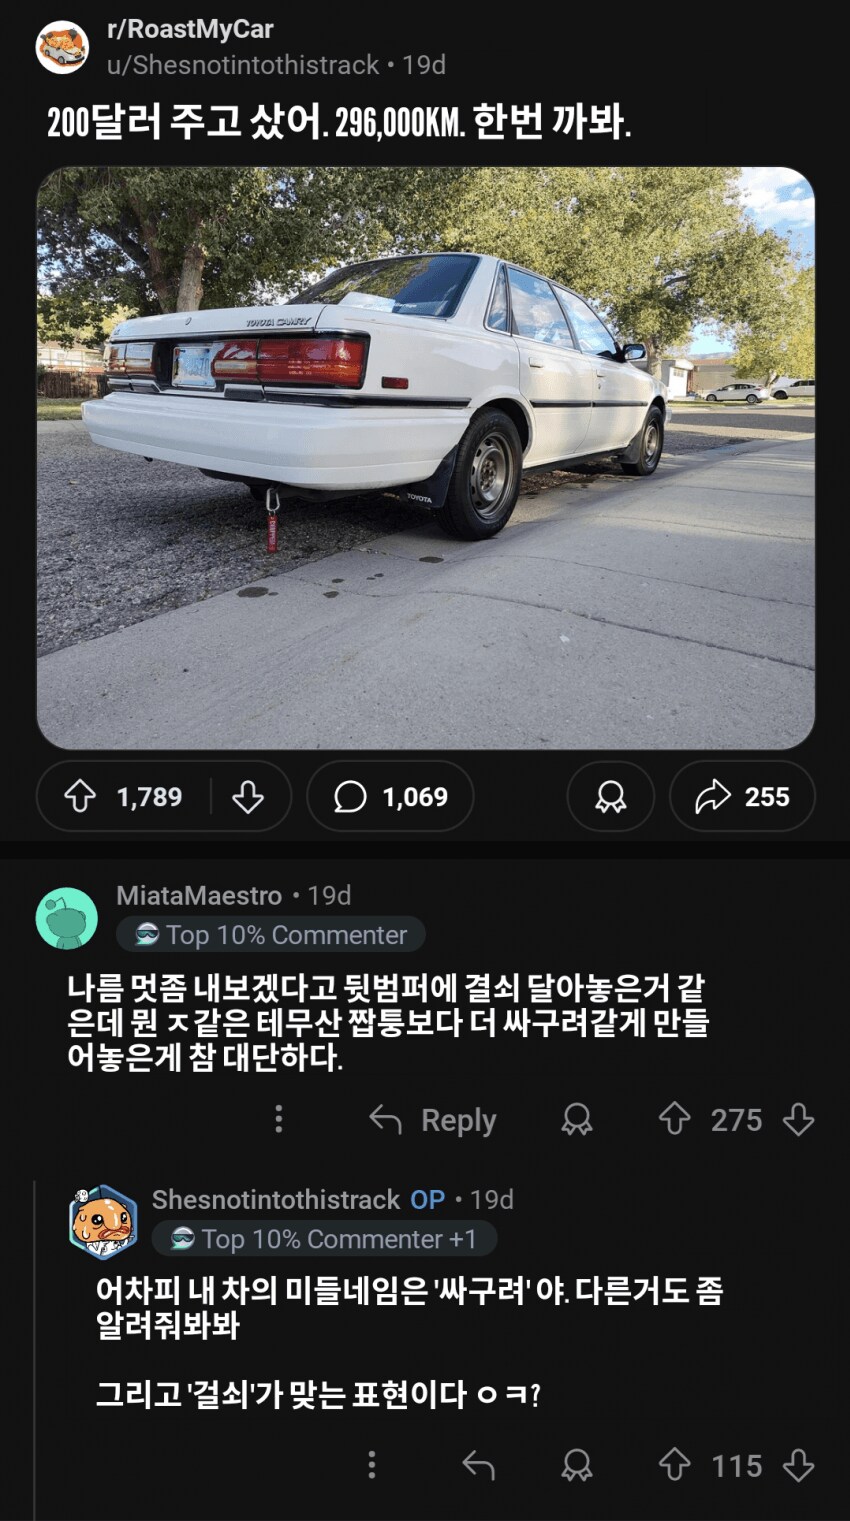 r/RoastMyCar
u/Shesnotintothistrack • 19d
200달러 주고 샀어. 296,000KM. 한번 까봐.
TOYOTA CAMRY
TOYOTA
1,789
1,069
255
MiataMaestro • 19d
Top 10% Commenter
나름 멋좀 내보겠다고 뒷범퍼에 결쇠 달아놓은거 같
은데 뭔 ㅈ같은 테무산 짭퉁보다 더 싸구려같게 만들
어놓은게 참 대단하다.
Reply
275
Shesnotintothistrack OP • 19d
Top 10% Commenter +1
어차피 내 차의 미들네임은 '싸구려' 야. 다른거도 좀
알려줘봐봐
그리고 '걸쇠'가 맞는 표현이다 ㅇㅋ?
115